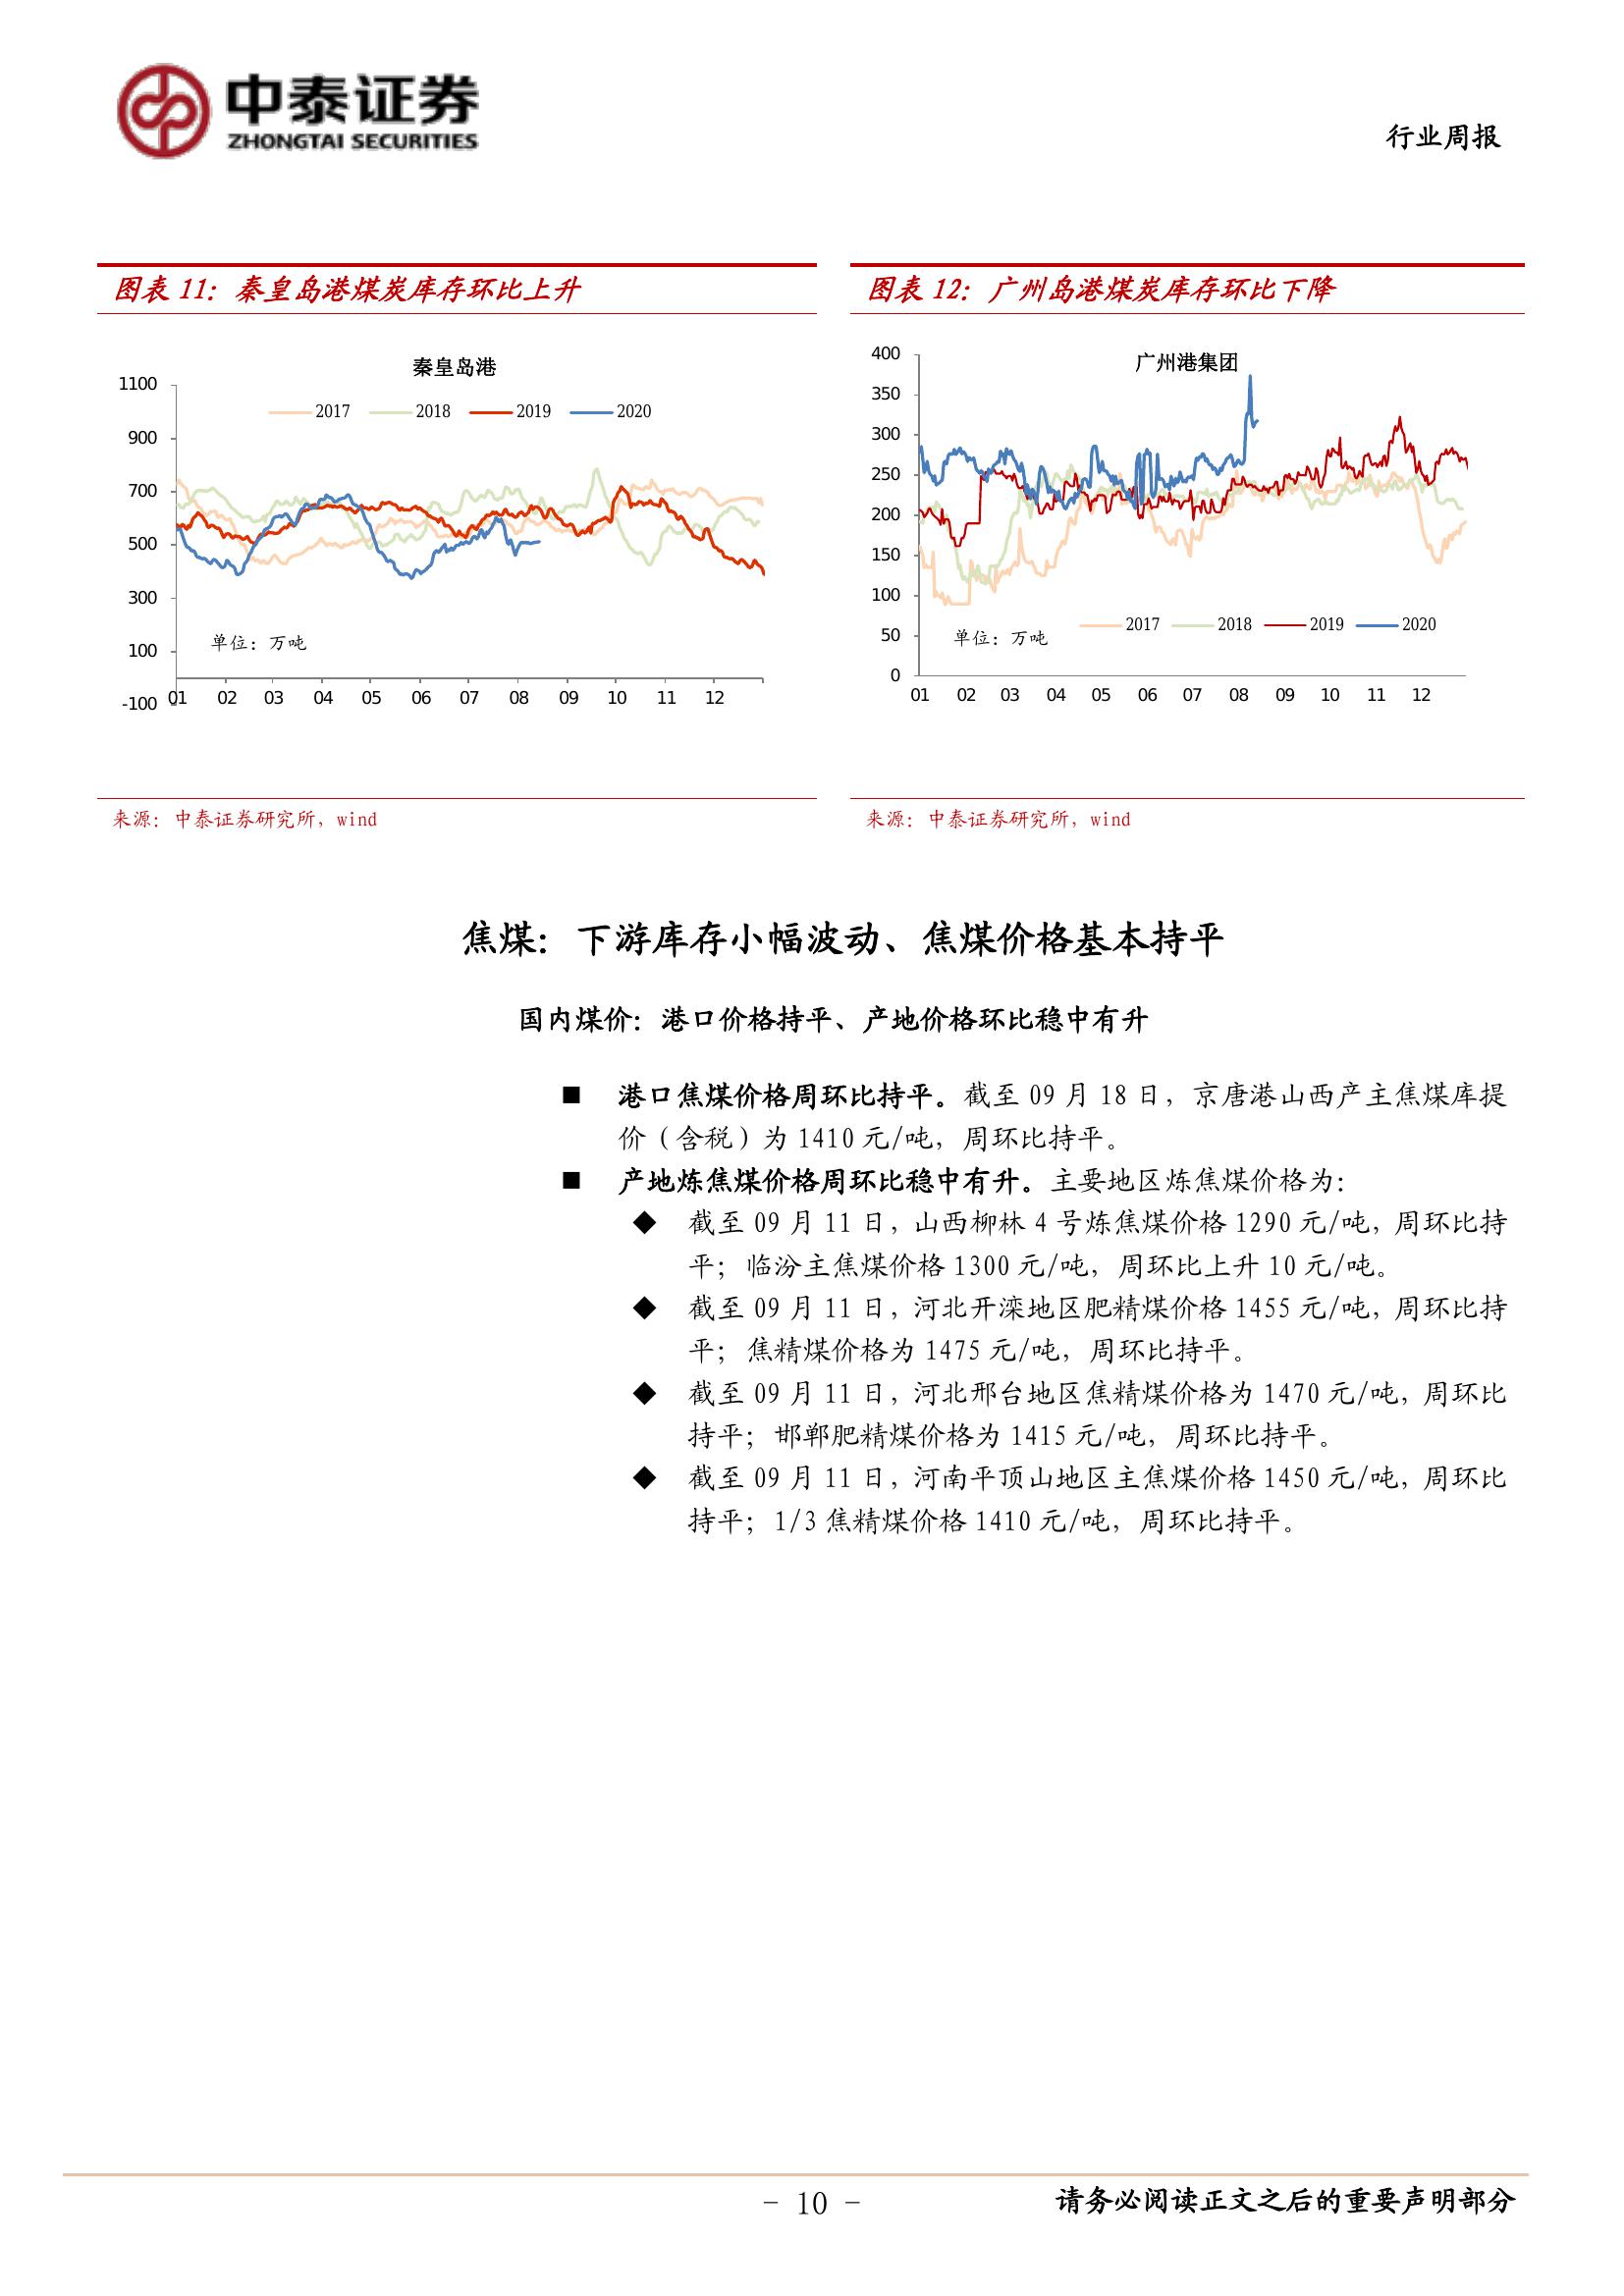 中泰证券
ZHONGTAI SECURITIES
行业周报
图表 11：秦皇岛港煤炭库存环比上升
秦皇岛港
1100
900
700
500
300
100
-100
2017 2018 2019 2020
单位：万吨
01 02 03 04 05 06 07 08 09 10 11 12
来源：中泰证券研究所，wind
图表 12：广州岛港煤炭库存环比下降
广州港集团
400
350
300
250
200
150
100
50
0
2017 2018 2019 2020
单位：万吨
01 02 03 04 05 06 07 08 09 10 11 12
来源：中泰证券研究所，wind
焦煤：下游库存小幅波动、焦煤价格基本持平
国内煤价：港口价格持平、产地价格环比稳中有升
■ 港口焦煤价格周环比持平。截至 09 月 18 日，京唐港山西产主焦煤库提
价（含税）为 1410 元/吨，周环比持平。
■ 产地炼焦煤价格周环比稳中有升。主要地区炼焦煤价格为：
◆ 截至 09 月 11 日，山西柳林 4 号炼焦煤价格 1290 元/吨，周环比持
平；临汾主焦煤价格 1300 元/吨，周环比上升 10 元/吨。
◆ 截至 09 月 11 日，河北开滦地区肥精煤价格 1455 元/吨，周环比持
平；焦精煤价格为 1475 元/吨，周环比持平。
◆ 截至 09 月 11 日，河北邢台地区焦精煤价格为 1470 元/吨，周环比
持平；邯郸肥精煤价格为 1415 元/吨，周环比持平。
◆ 截至 09 月 11 日，河南平顶山地区主焦煤价格 1450 元/吨，周环比
持平；1/3 焦精煤价格 1410 元/吨，周环比持平。
- 10 -
请务必阅读正文之后的重要声明部分